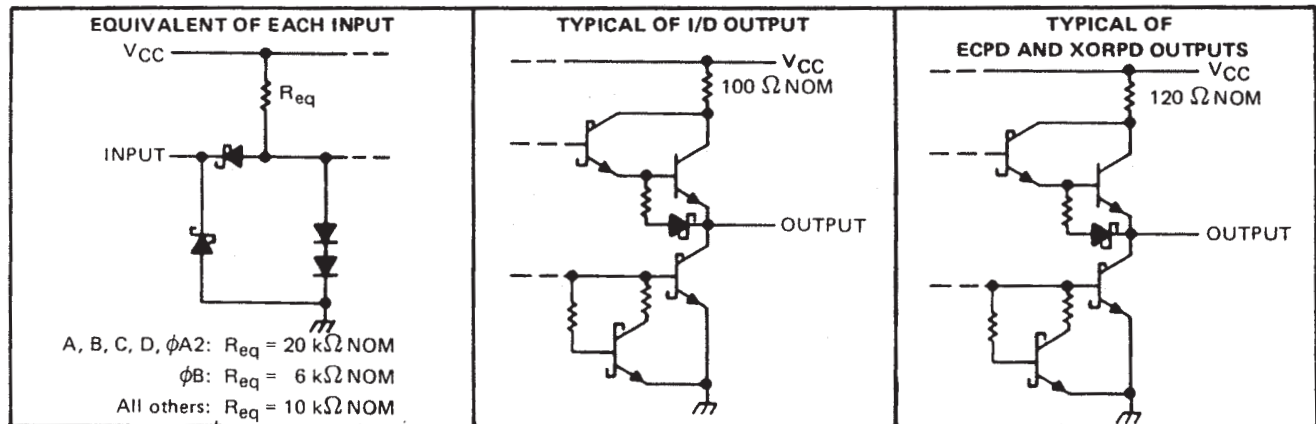 EQUIVALENT OF EACH INPUT
VCC
Req
INPUT
A, B, C, D, ϕA2: Req = 20 kΩ NOM
ϕB: Req = 6 kΩ NOM
All others: Req = 10 kΩ NOM
TYPICAL OF I/D OUTPUT
VCC
100 Ω NOM
OUTPUT
TYPICAL OF
ECPD AND XORPD OUTPUTS
VCC
120 Ω NOM
OUTPUT